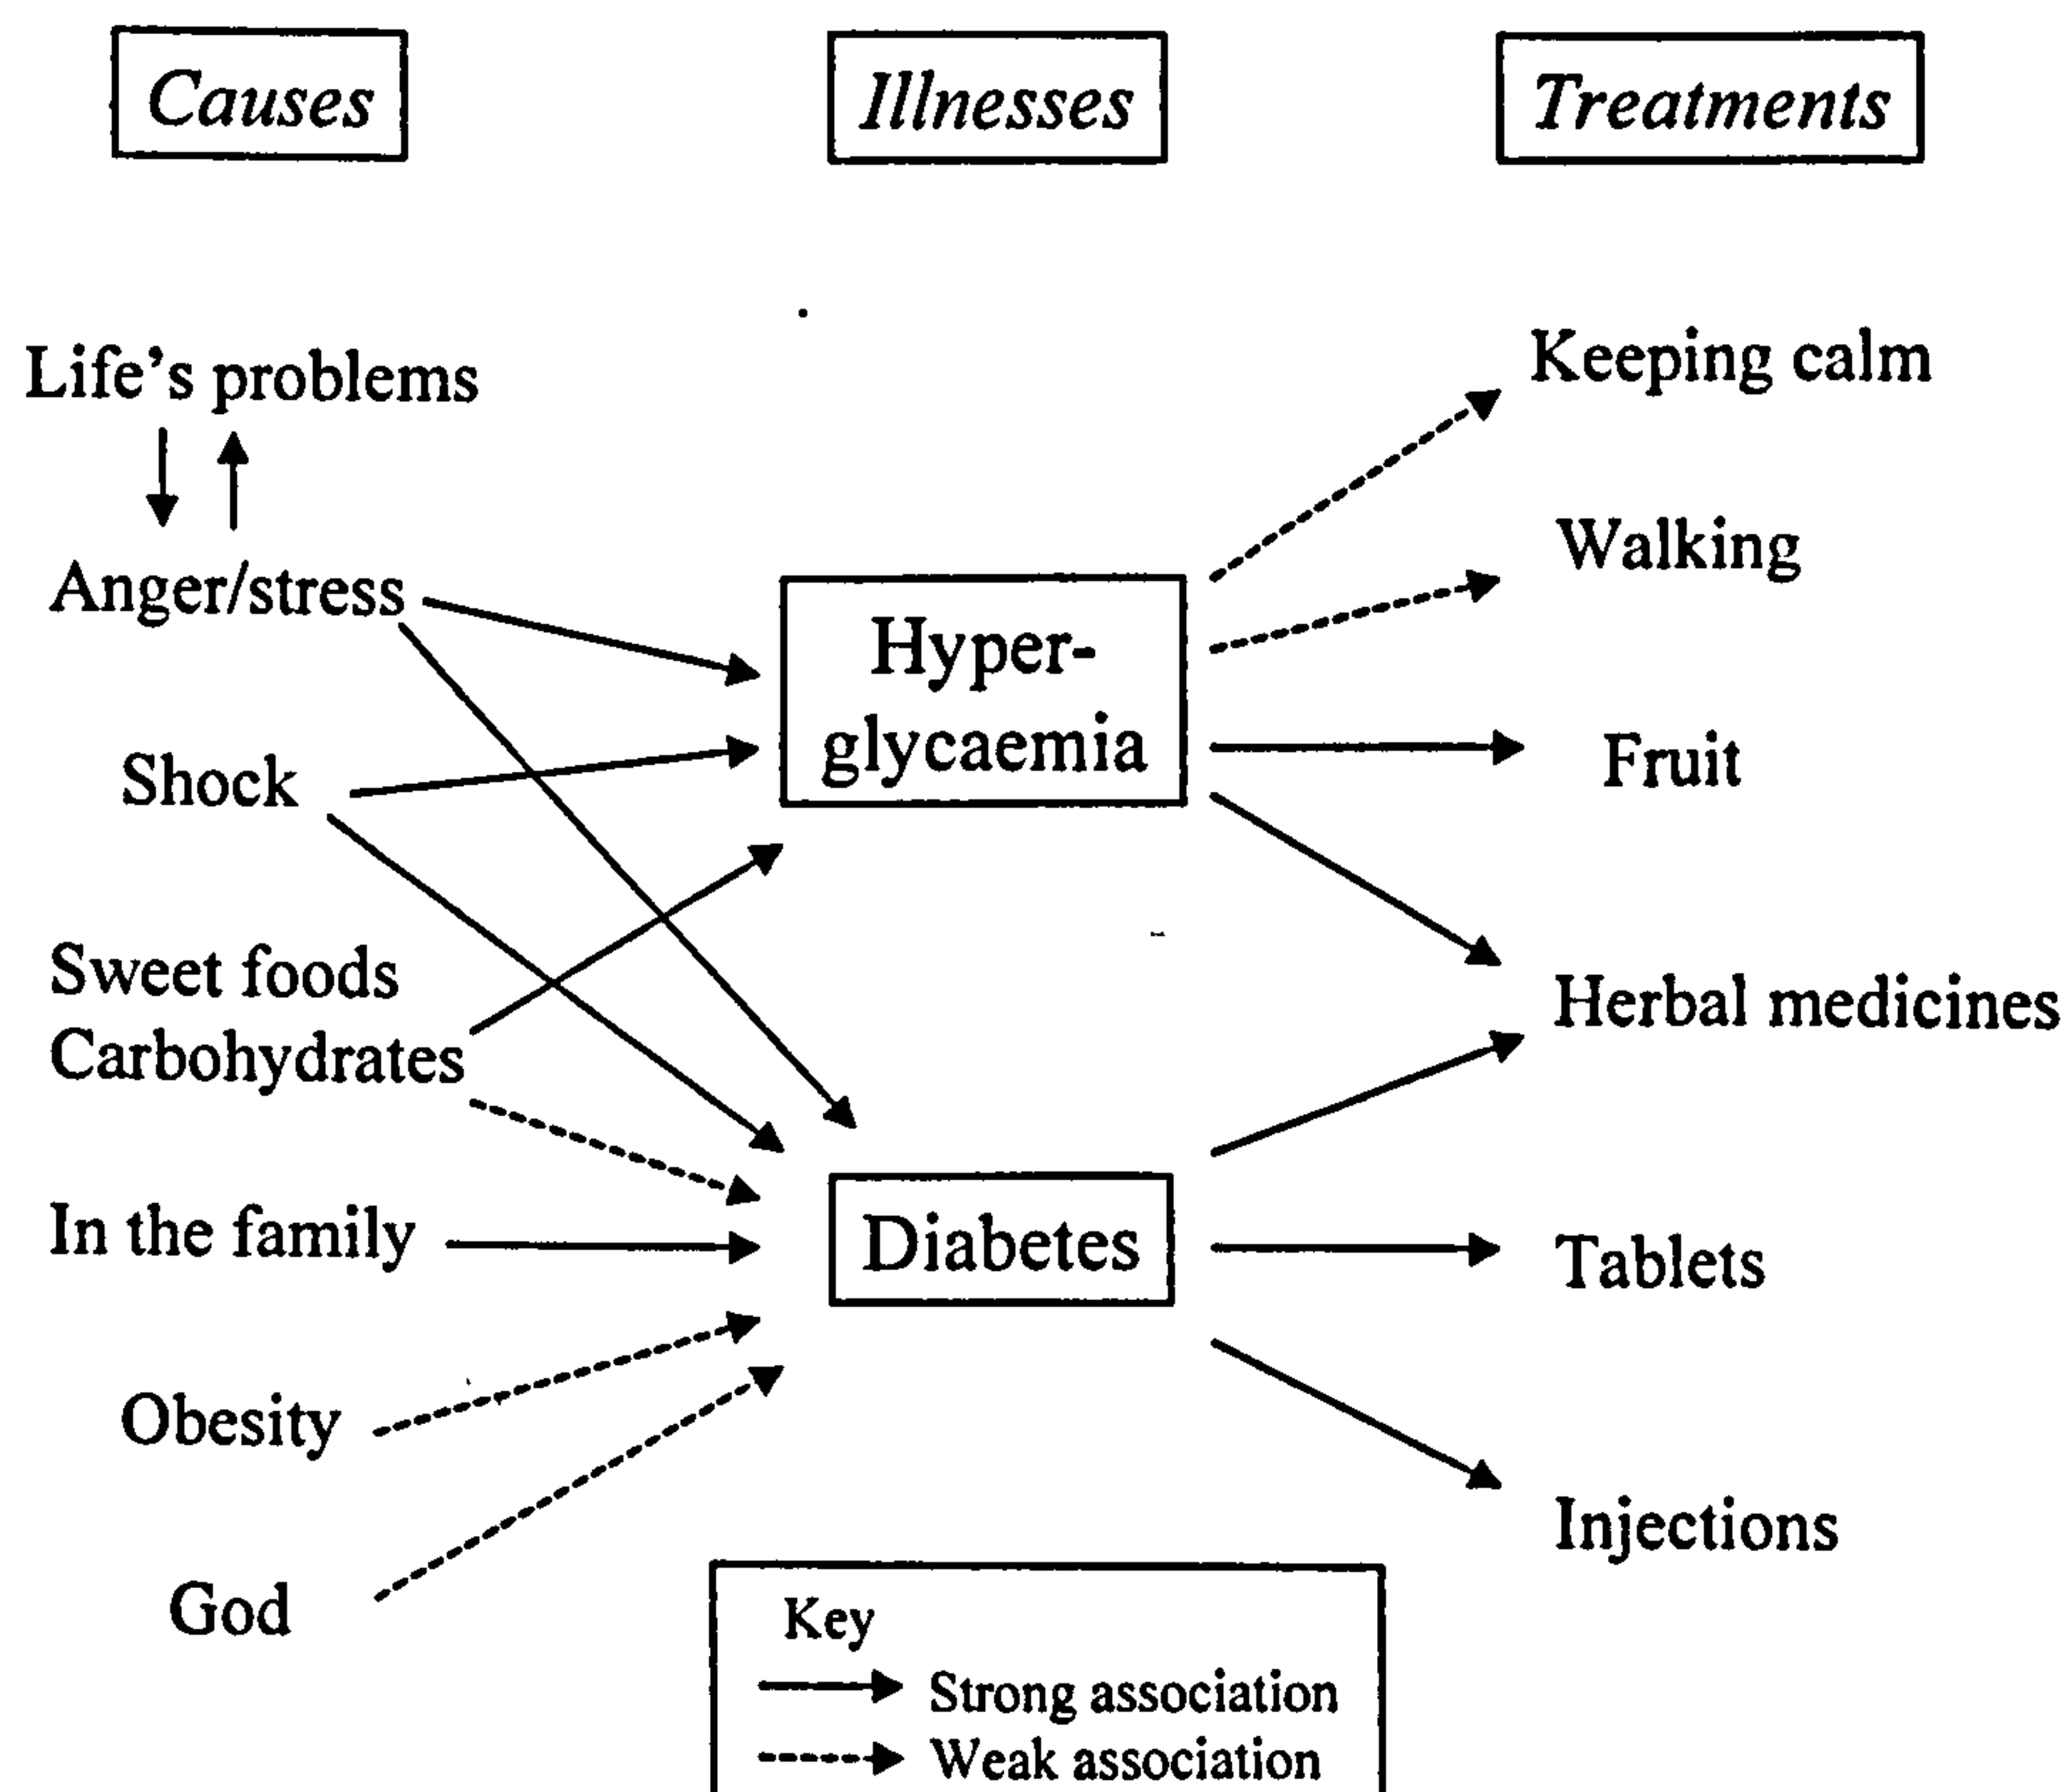 Causes
Illnesses
Treatments
Life's problems
Anger/stress
Shock
Sweet foods
Carbohydrates
In the family
Obesity
God
Hyper-
glycaemia
Diabetes
Keeping calm
Walking
Fruit
Herbal medicines
Tablets
Injections
Key
Strong association
Weak association